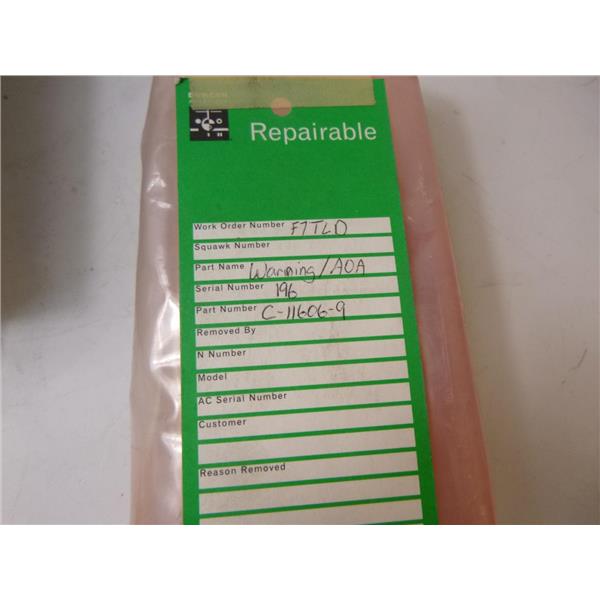 Repairable
Work Order Number F7TLD
Squawk Number
Part Name Warning/AOA
Serial Number 196
Part Number C-11606-9
Removed By
N Number
Model
AC Serial Number
Customer
Reason Removed